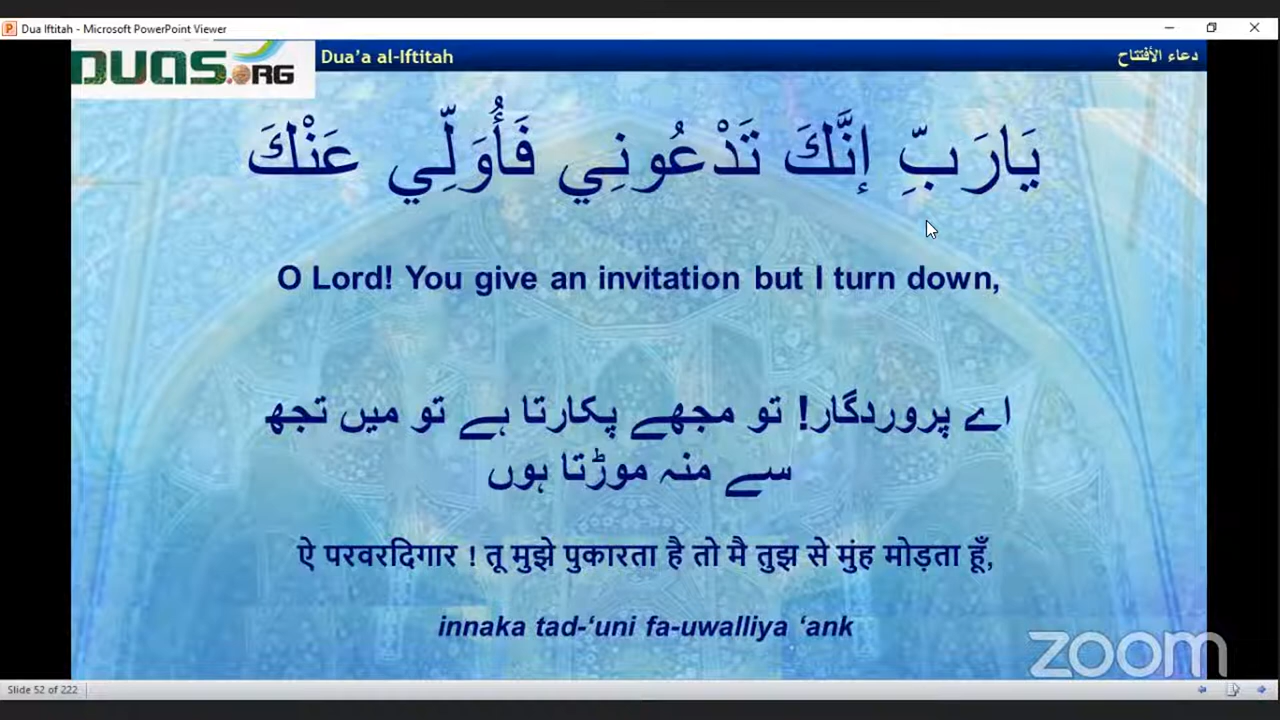 Dua Iftitah - Microsoft PowerPoint Viewer
DUAS.ORG
Dua’a al-Iftitah
دعاء الأفتتاح
يَارَبِّ إنَّكَ تَدْعُونِي فَأُوَلِّي عَنْكَ
O Lord! You give an invitation but I turn down,
اے پروردگار! تو مجھے پکارتا ہے تو میں تجھ
سے منہ موڑتا ہوں
ऐ परवरदिगार ! तू मुझे पुकारता है तो मै तुझ से मुंह मोड़ता हूँ,
innaka tad-‘uni fa-uwalliya ‘ank
zoom
Slide 52 of 222